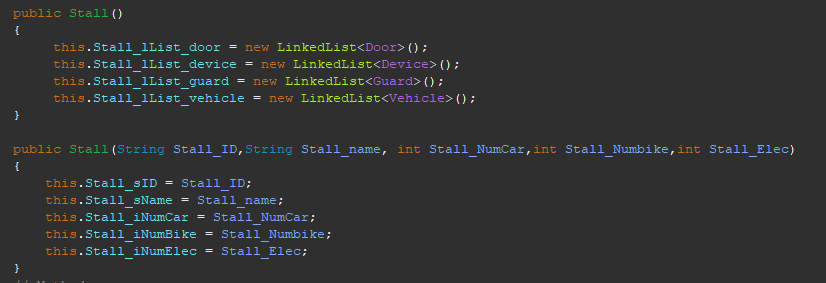 public Stall()
{
this.Stall_lList_door = new LinkedList<Door>();
this.Stall_lList_device = new LinkedList<Device>();
this.Stall_lList_guard = new LinkedList<Guard>();
this.Stall_lList_vehicle = new LinkedList<Vehicle>();
}
public Stall(String Stall_ID,String Stall_name, int Stall_NumCar,int Stall_Numbike,int Stall_Elec)
{
this.Stall_sID = Stall_ID;
this.Stall_sName = Stall_name;
this.Stall_iNumCar = Stall_NumCar;
this.Stall_iNumBike = Stall_Numbike;
this.Stall_iNumElec = Stall_Elec;
}